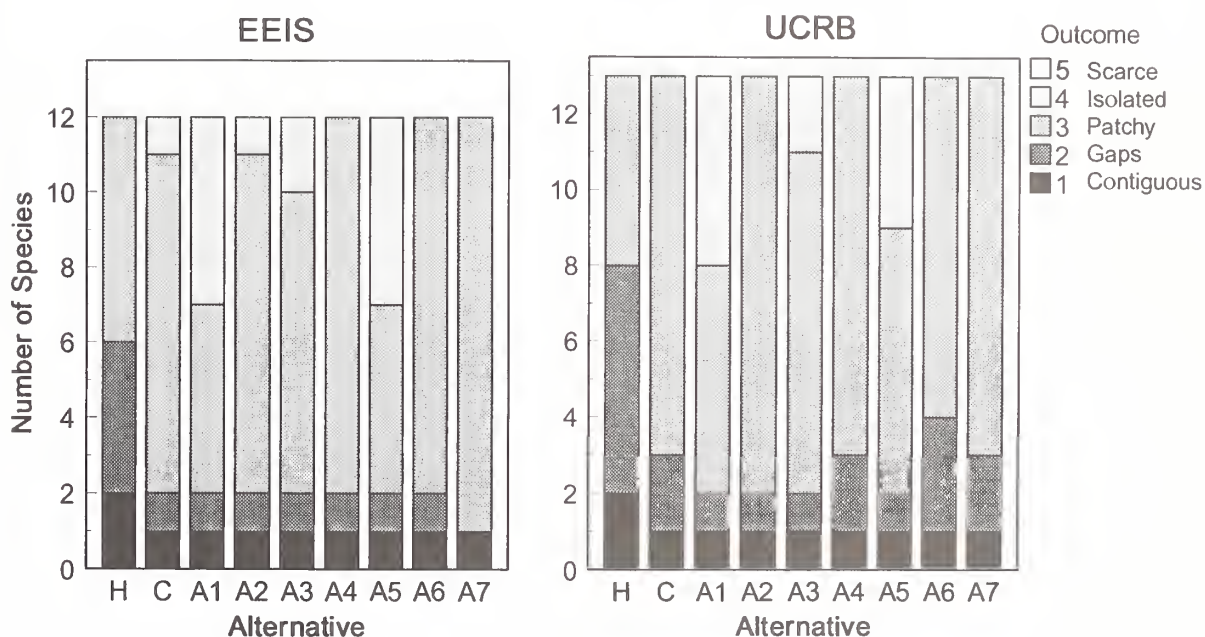 EEIS
Number of Species
12
10
8
6
4
2
0
H C A1 A2 A3 A4 A5 A6 A7
Alternative
UCRB
12
10
8
6
4
2
0
H C A1 A2 A3 A4 A5 A6 A7
Alternative
Outcome
5 Scarce
4 Isolated
3 Patchy
2 Gaps
1 Contiguous